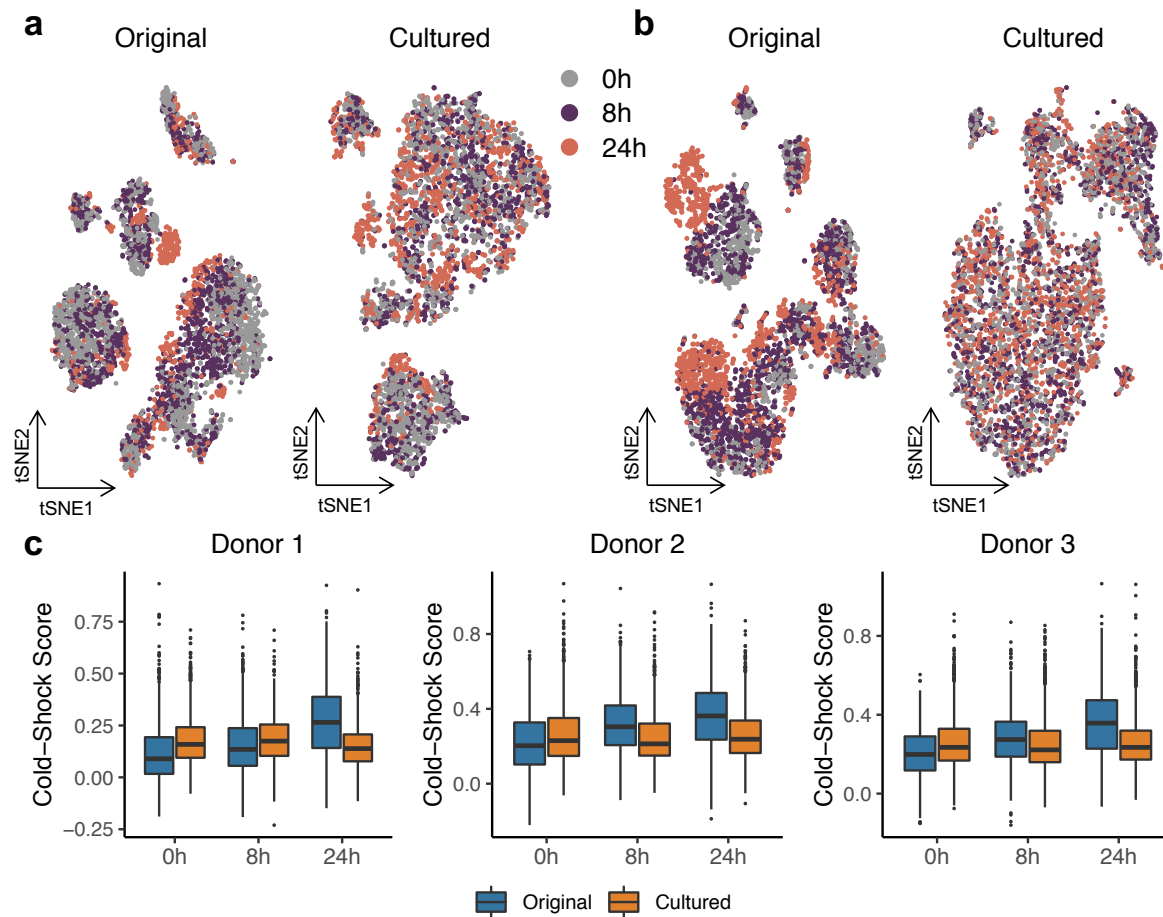 a
Original
Cultured
b
Original
Cultured
0h
8h
24h
tSNE2
tSNE1
tSNE2
tSNE1
tSNE2
tSNE1
tSNE2
tSNE1
c
Donor 1
Donor 2
Donor 3
Cold−Shock Score
0.75
0.50
0.25
0.00
−0.25
0h
8h
24h
Cold−Shock Score
0.8
0.4
0.0
0h
8h
24h
Cold−Shock Score
0.8
0.4
0.0
0h
8h
24h
Original
Cultured